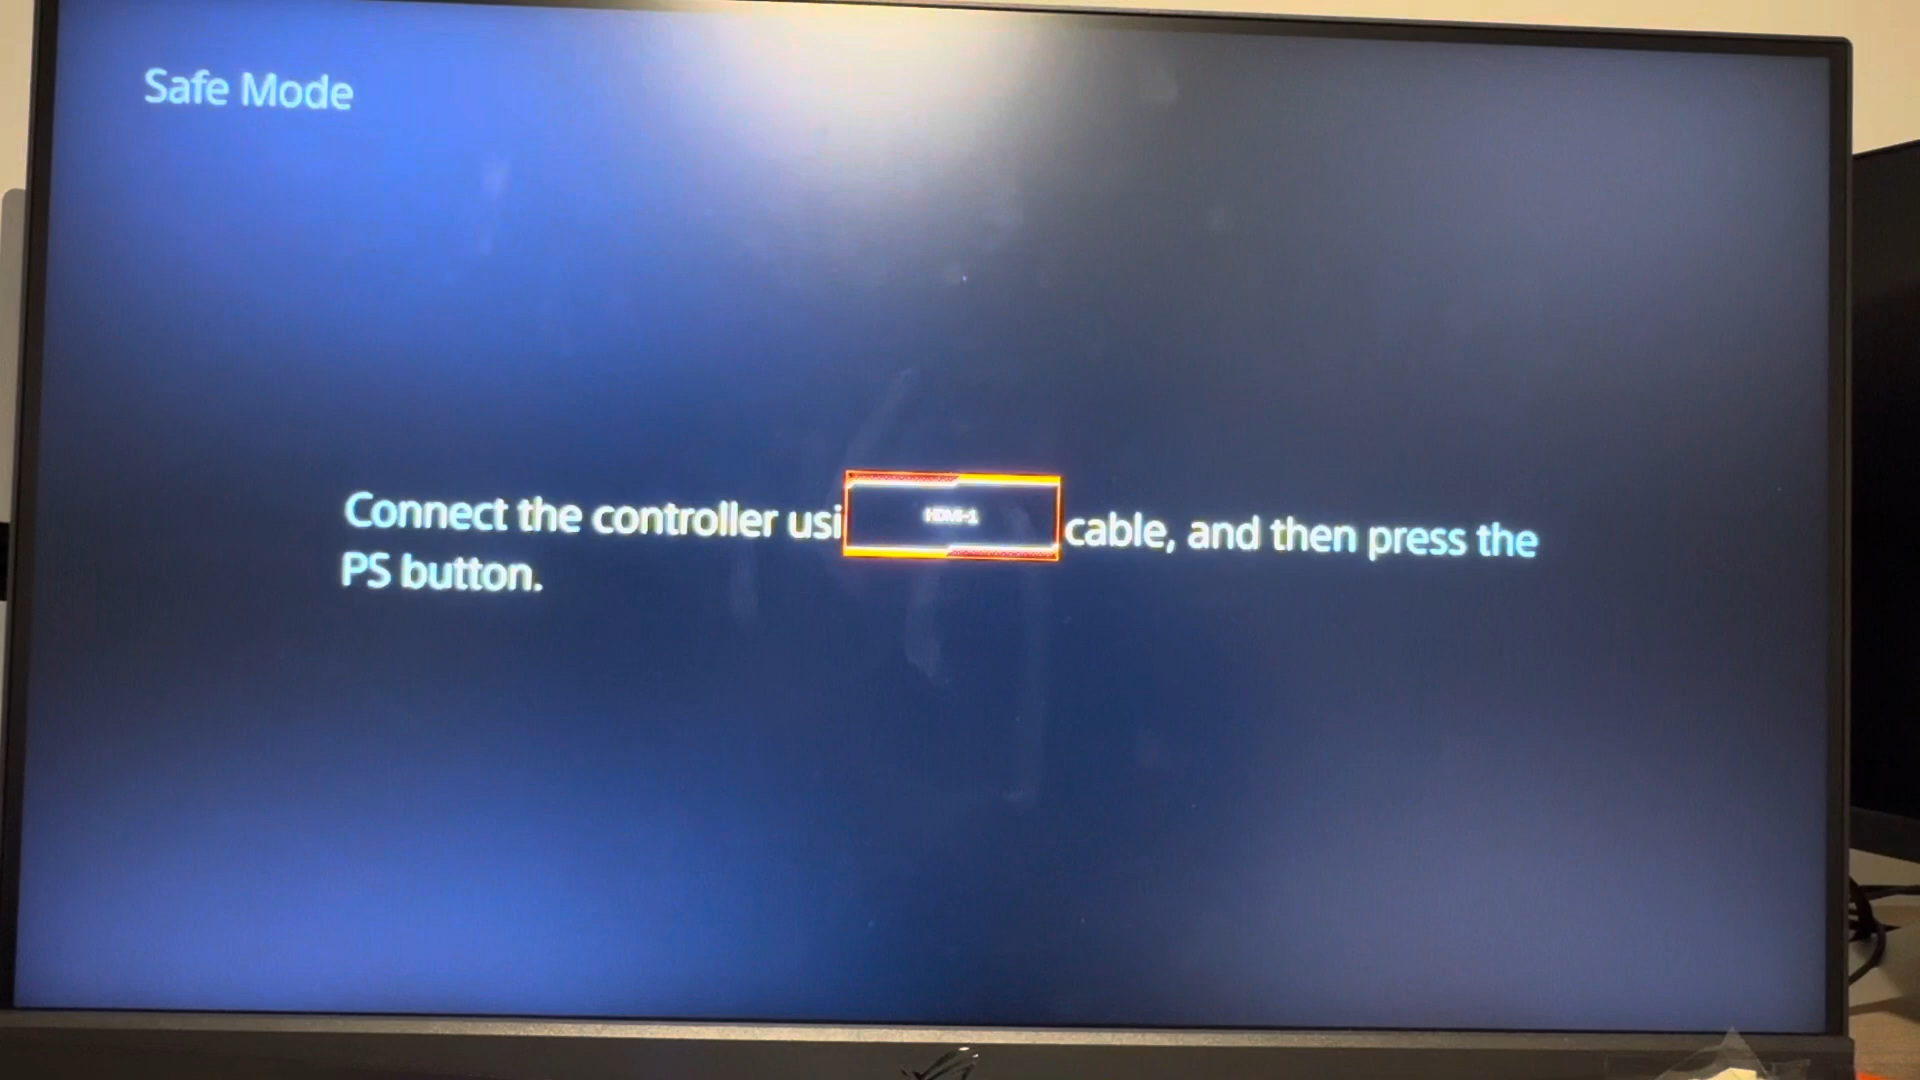 Safe Mode
Connect the controller usi HDMI-1 cable, and then press the
PS button.